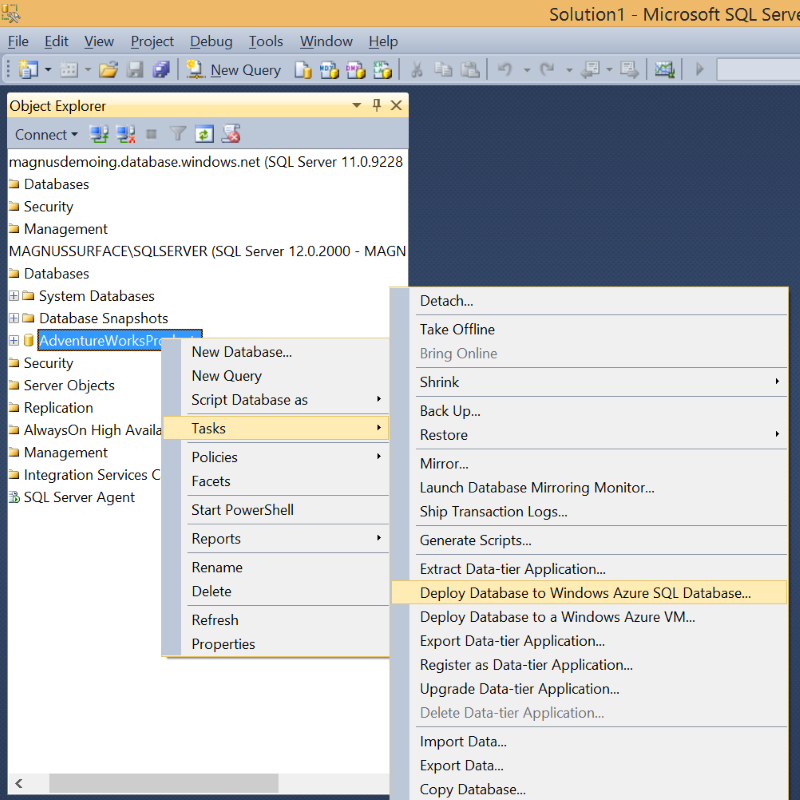 Solution1 - Microsoft SQL Serve
File Edit View Project Debug Tools Window Help
New Query
Object Explorer
Connect
magnusdemoing.database.windows.net (SQL Server 11.0.9228
Databases
Security
Management
MAGNUSSURFACE\SQLSERVER (SQL Server 12.0.2000 - MAGN
Databases
System Databases
Database Snapshots
AdventureWorksProduct
Security
Server Objects
Replication
AlwaysOn High Availa
Management
Integration Services C
SQL Server Agent
New Database...
New Query
Script Database as
Tasks
Policies
Facets
Start PowerShell
Reports
Rename
Delete
Refresh
Properties
Detach...
Take Offline
Bring Online
Shrink
Back Up...
Restore
Mirror...
Launch Database Mirroring Monitor...
Ship Transaction Logs...
Generate Scripts...
Extract Data-tier Application...
Deploy Database to Windows Azure SQL Database...
Deploy Database to a Windows Azure VM...
Export Data-tier Application...
Register as Data-tier Application...
Upgrade Data-tier Application...
Delete Data-tier Application...
Import Data...
Export Data...
Copy Database...